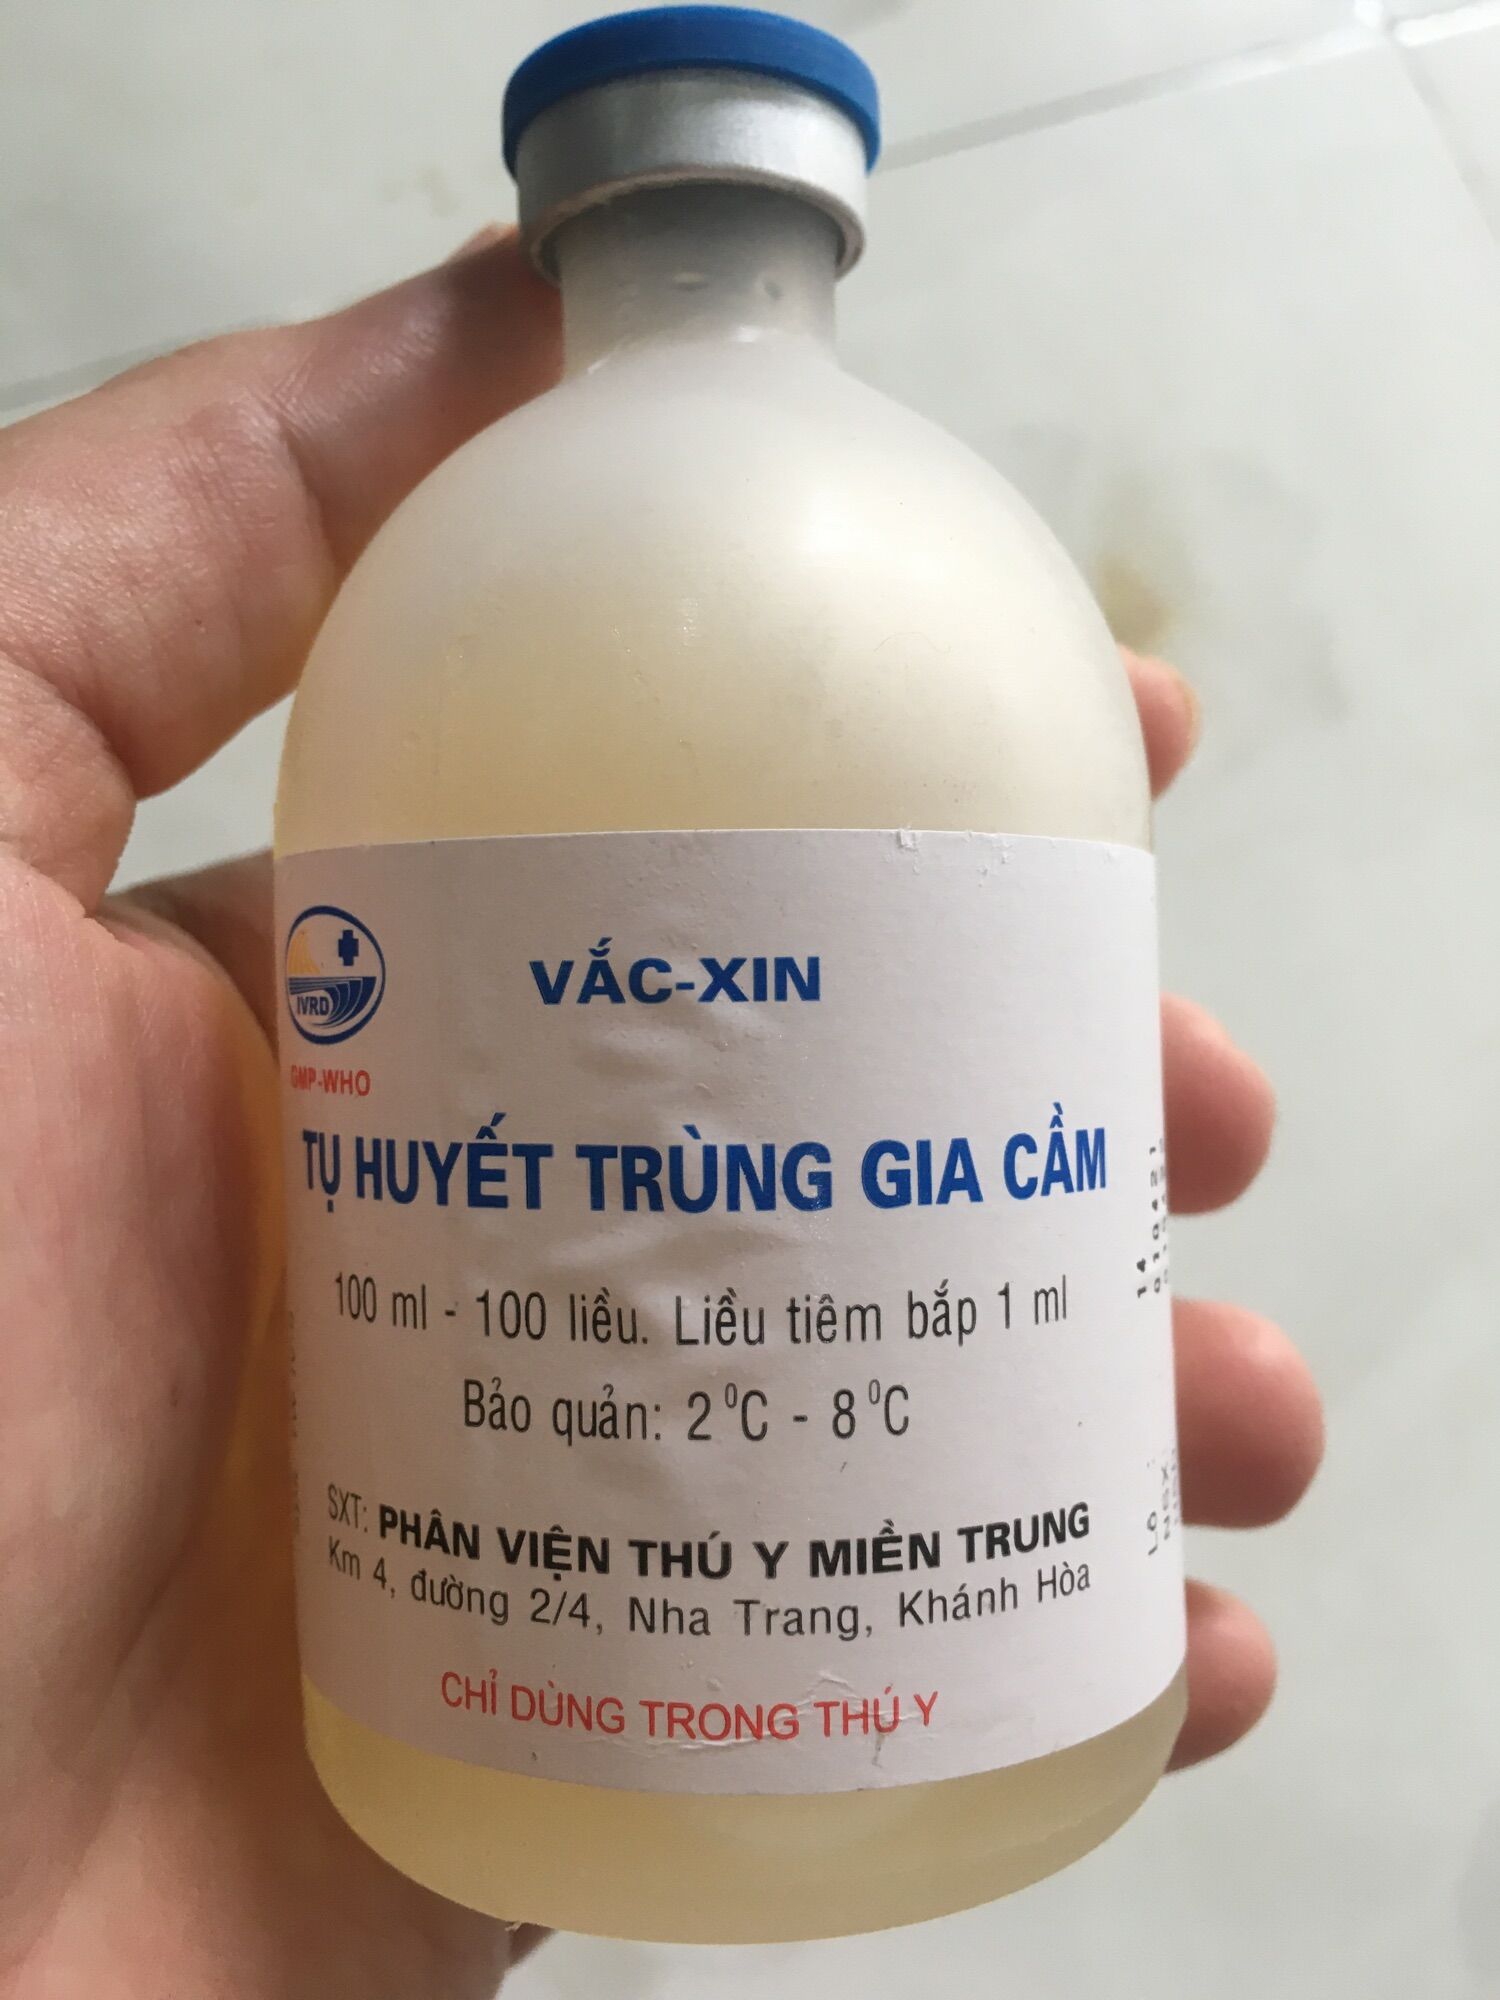 IVRD
GMP-WHO
VẮC-XIN
TỤ HUYẾT TRÙNG GIA CẦM
100 ml - 100 liều. Liều tiêm bắp 1 ml
Bảo quản: 2 ⁰C - 8 ⁰C
SXT: PHÂN VIỆN THÚ Y MIỀN TRUNG
Km 4, đường 2/4, Nha Trang, Khánh Hòa
CHỈ DÙNG TRONG THÚ Y